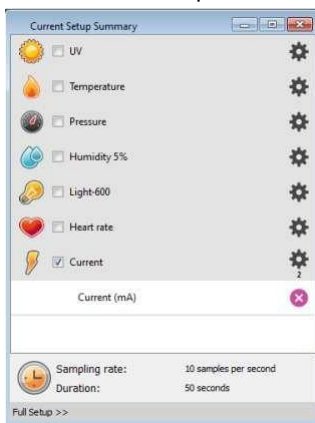 Current Setup Summary
UV
Temperature
Pressure
Humidity 5%
Light-600
Heart rate
Current
2
Current (mA)
Sampling rate: 10 samples per second
Duration: 50 seconds
Full Setup >>